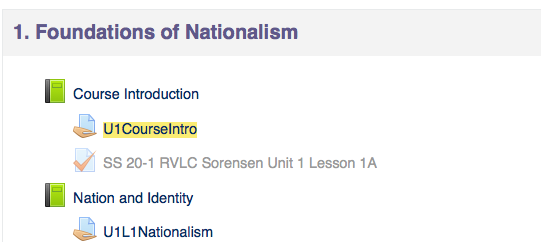 1. Foundations of Nationalism
Course Introduction
U1CourseIntro
SS 20-1 RVLC Sorensen Unit 1 Lesson 1A
Nation and Identity
U1L1Nationalism